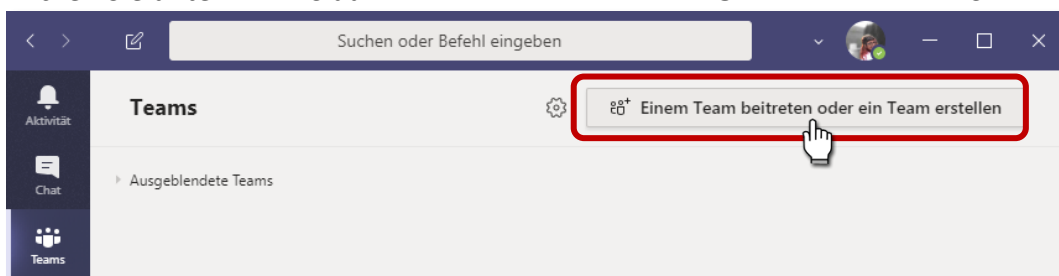 Suchen oder Befehl eingeben
Aktivität
Teams
Einem Team beitreten oder ein Team erstellen
Chat
Ausgeblendete Teams
Teams